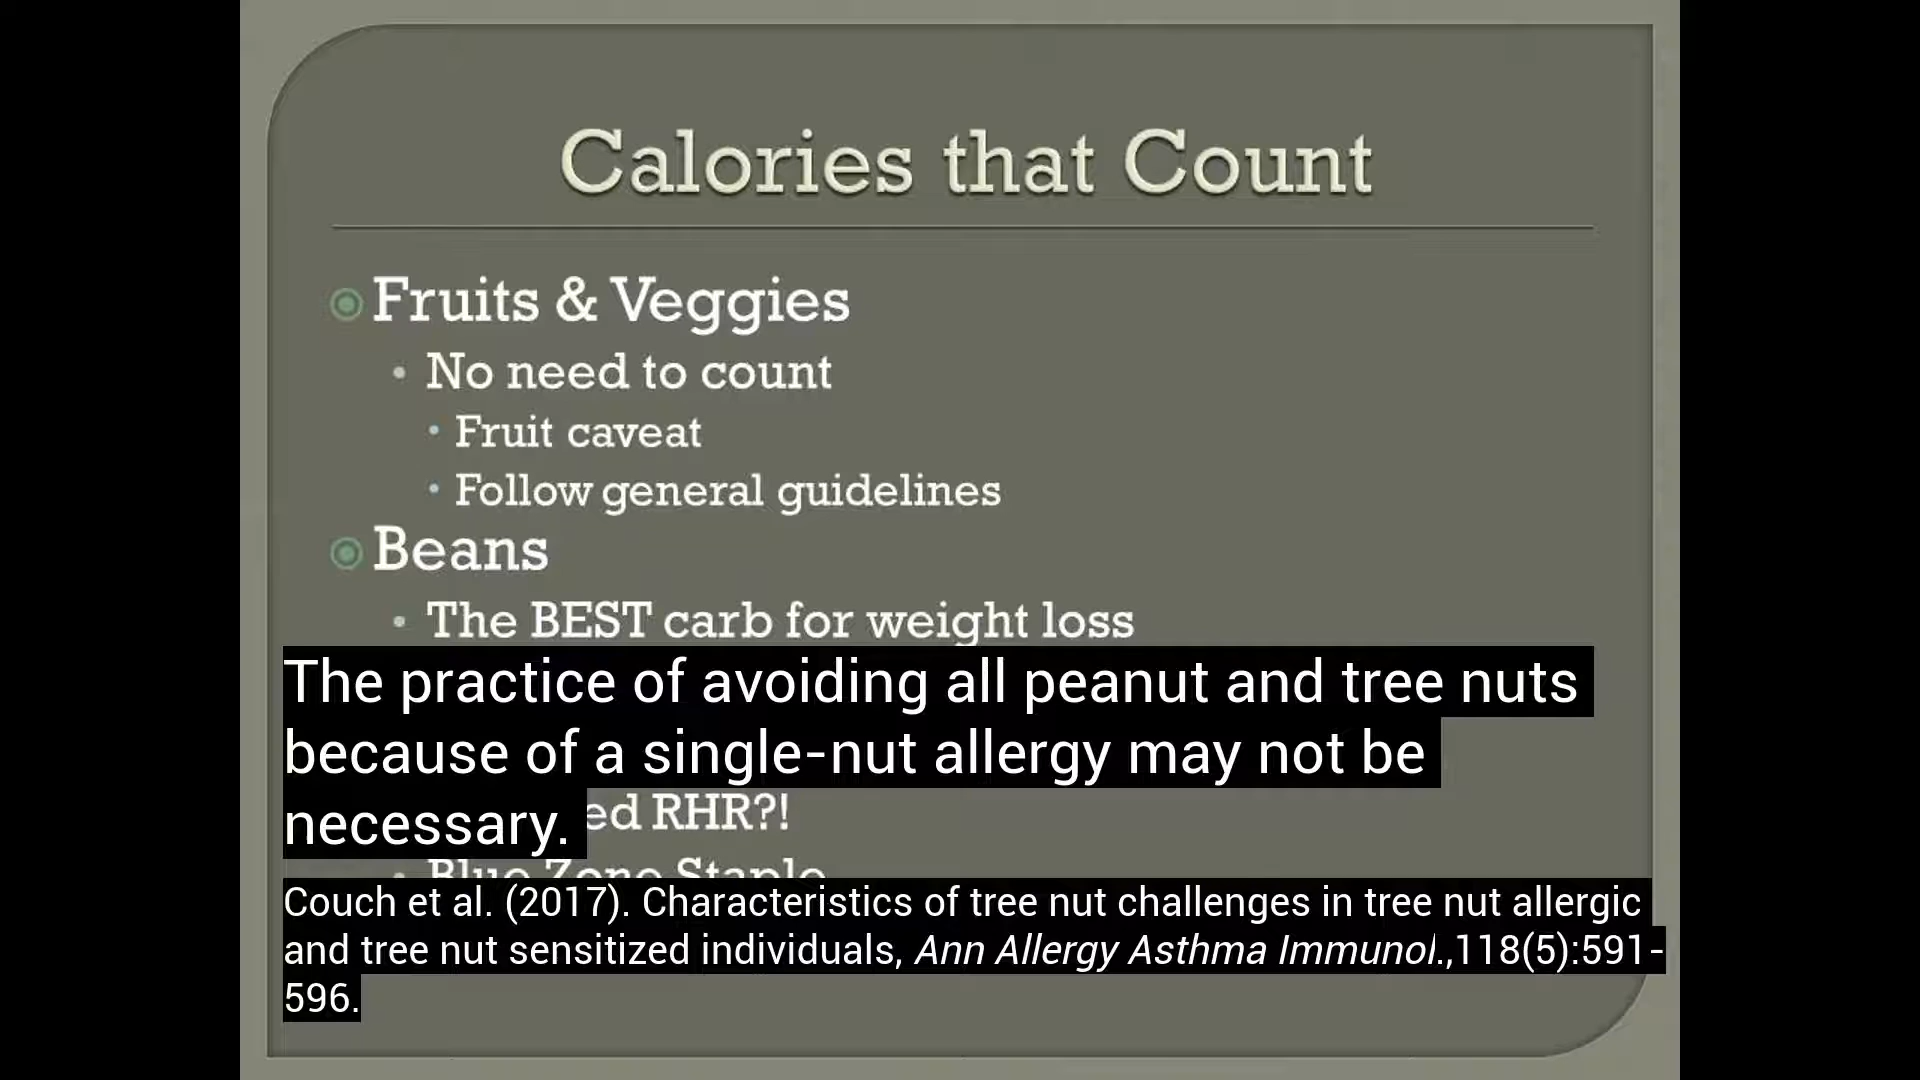 Calories that Count
Fruits & Veggies
No need to count
Fruit caveat
Follow general guidelines
Beans
The BEST carb for weight loss
The practice of avoiding all peanut and tree nuts
because of a single-nut allergy may not be
necessary.
RHR?!
Blue Zone Staple
Couch et al. (2017). Characteristics of tree nut challenges in tree nut allergic
and tree nut sensitized individuals, Ann Allergy Asthma Immunol.,118(5):591-
596.